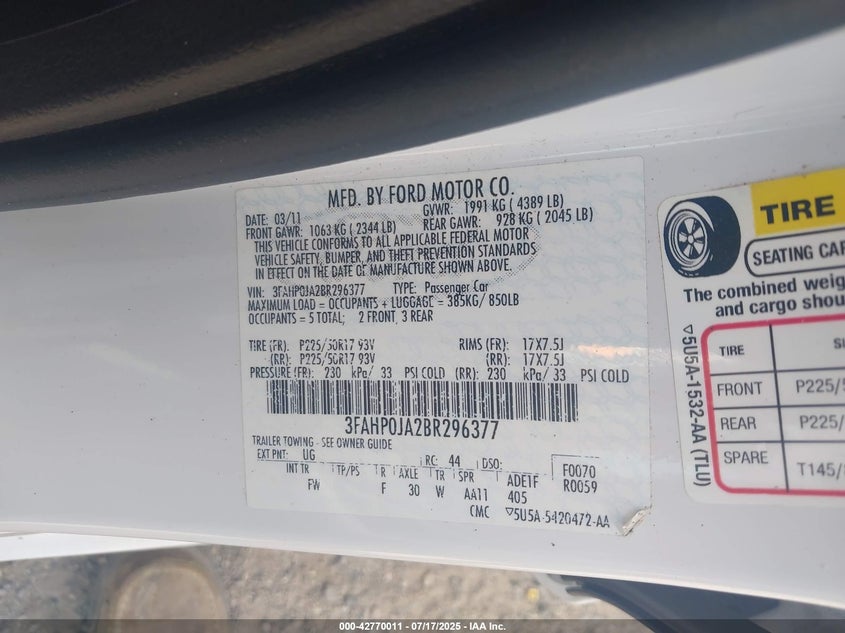 MFD. BY FORD MOTOR CO.
DATE: 03/11 GVWR: 1991 KG ( 4389 LB)
FRONT GAWR: 1063 KG ( 2344 LB) REAR GAWR: 928 KG ( 2045 LB)
THIS VEHICLE CONFORMS TO ALL APPLICABLE FEDERAL MOTOR
VEHICLE SAFETY, BUMPER, AND THEFT PREVENTION STANDARDS
IN EFFECT ON THE DATE OF MANUFACTURE SHOWN ABOVE.
VIN: 3FAHP0JA2BR296377 TYPE: Passenger Car
MAXIMUM LOAD = OCCUPANTS + LUGGAGE = 385KG/ 850LB
OCCUPANTS = 5 TOTAL; 2 FRONT, 3 REAR
TIRE (FR): P225/50R17 93V RIMS (FR): 17X7.5J
(RR): P225/50R17 93V (RR): 17X7.5J
PRESSURE (FR): 230 kPa/ 33 PSI COLD (RR): 230 kPa/ 33 PSI COLD
3FAHP0JA2BR296377
TRAILER TOWING - SEE OWNER GUIDE
EXT PNT: UG RC: 44 DSO: F0070
INT TR TP/PS R AXLE TR SPR ADE1F R0059
FW F 30 W AA11 405
CMC ▽5U5A-5420472-AA
TIRE
SEATING CAP
The combined weig
and cargo shou
▽5U5A-1532-AA (TLU)
TIRE SI
FRONT P225/5
REAR P225/
SPARE T145/
000-42770011 - 07/17/2025 - IAA Inc.